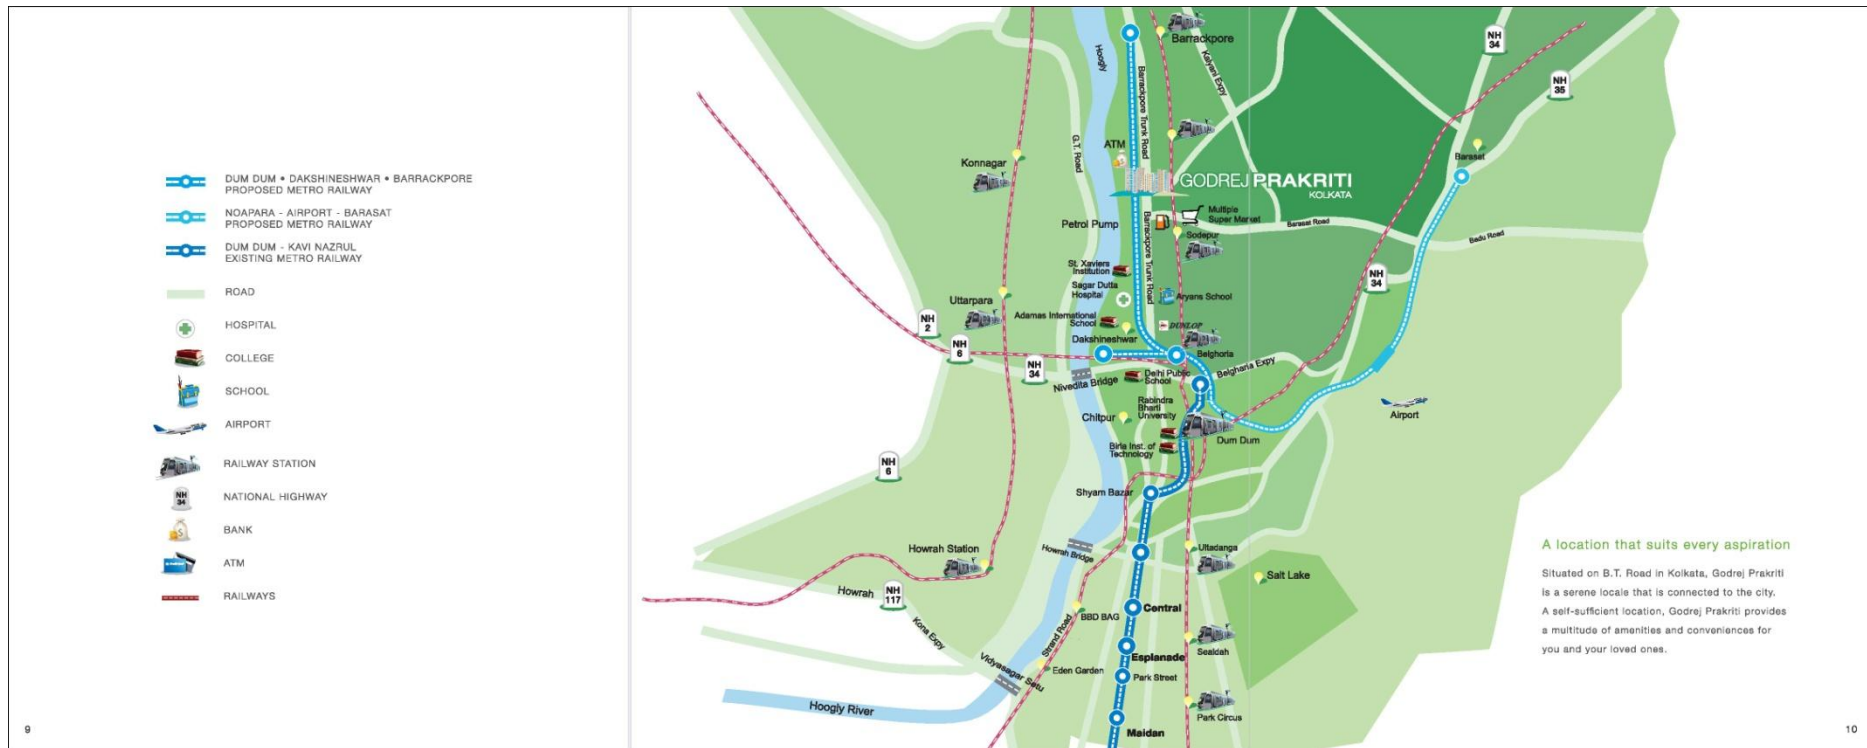 DUM DUM • DAKSHINESHWAR • BARRACKPORE
PROPOSED METRO RAILWAY
NOAPARA - AIRPORT - BARASAT
PROPOSED METRO RAILWAY
DUM DUM - KAVI NAZRUL
EXISTING METRO RAILWAY
ROAD
HOSPITAL
COLLEGE
SCHOOL
AIRPORT
RAILWAY STATION
NH
34
NATIONAL HIGHWAY
BANK
ATM
RAILWAYS
9
Hoogly
Barrackpore
Kalyani Expy
Barrackpore Trunk Road
NH
34
NH
35
G.T. Road
ATM
Konnagar
Barasat
GODREJ PRAKRITI
KOLKATA
Multiple
Super Market
Petrol Pump
Barrackpore Trunk Road
Sodepur
Barasat Road
Badu Road
St. Xaviers
Institution
NH
34
Sagar Dutta
Hospital
Aryans School
Uttarpara
NH
2
Adamas International
School
DUNLOP
Dakshineshwar
NH
6
Belghoria
NH
34
Nivedita Bridge
Delhi Public
School
Belgharia Expy
Rabindra
Bharti
University
Chitpur
Airport
Dum Dum
Birla Inst. of
Technology
NH
6
Shyam Bazar
Howrah Station
Howrah Bridge
Ultadanga
Salt Lake
Howrah
NH
117
Kona Expy
Strand Road
BBD BAG
Central
Sealdah
Esplanade
Vidyasagar Setu
Eden Garden
Park Street
Hoogly River
Park Circus
Maidan
A location that suits every aspiration
Situated on B.T. Road in Kolkata, Godrej Prakriti
is a serene locale that is connected to the city.
A self-sufficient location, Godrej Prakriti provides
a multitude of amenities and conveniences for
you and your loved ones.
10